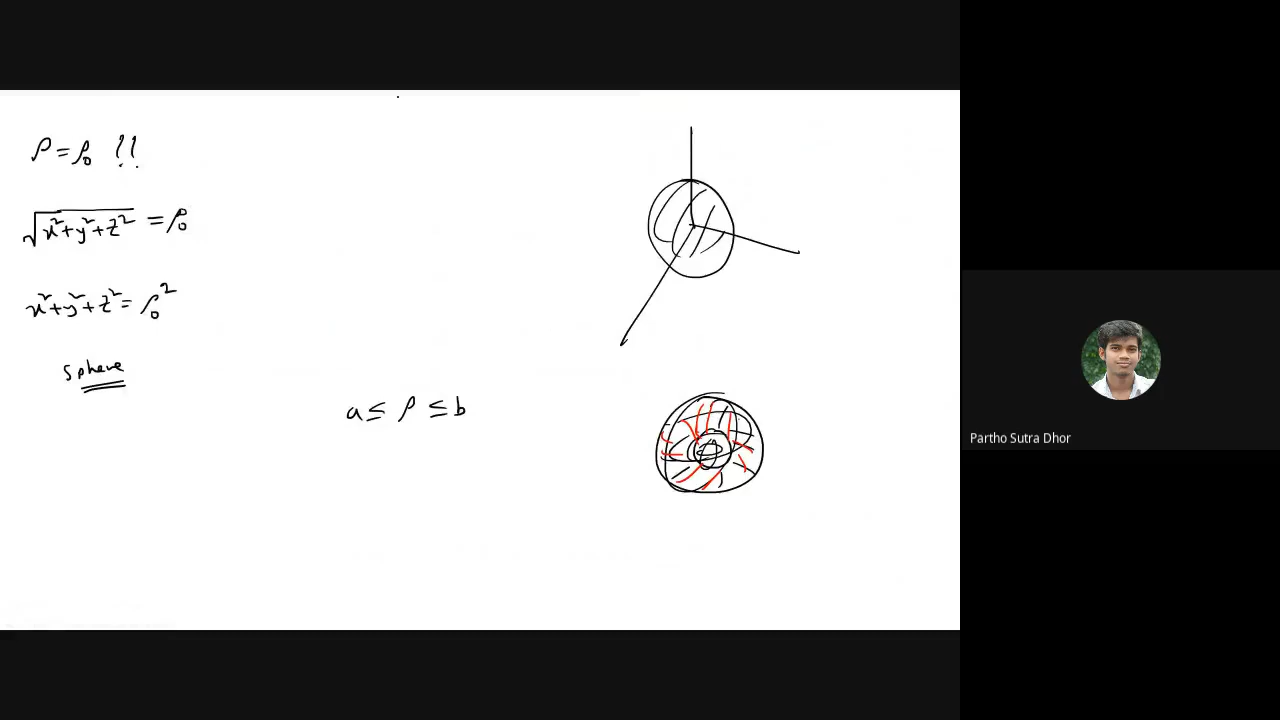 ρ = ρ₀ !!
√(x² + y² + z²) = ρ₀
x² + y² + z² = ρ₀²
sphere
a ≤ ρ ≤ b
Partho Sutra Dhor